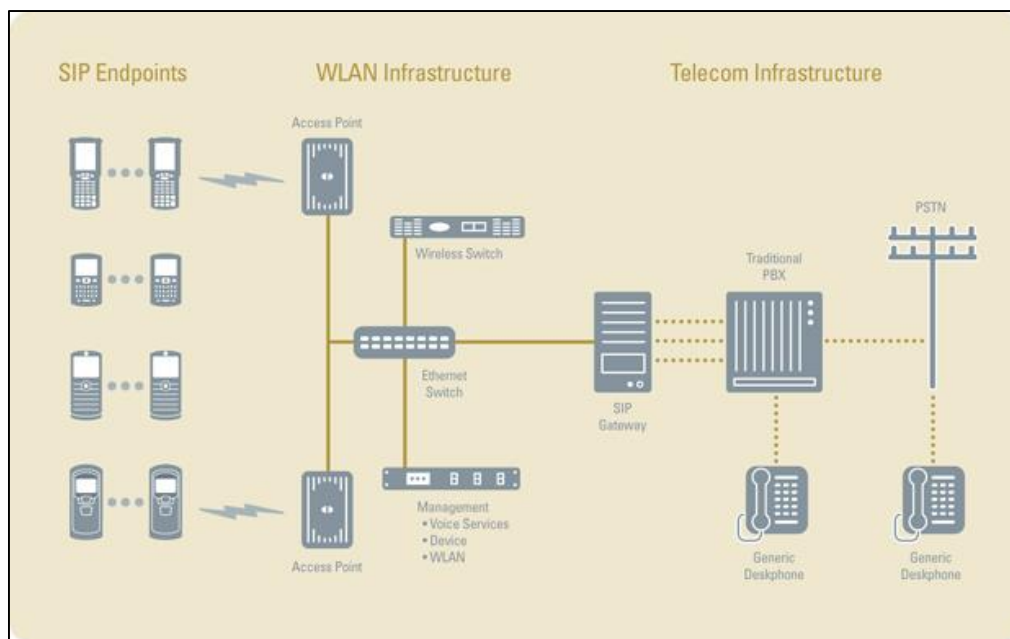 SIP Endpoints
WLAN Infrastructure
Telecom Infrastructure
Access Point
Wireless Switch
Ethernet
Switch
Management
• Voice Services
• Device
• WLAN
Access Point
SIP
Gateway
Traditional
PBX
PSTN
Generic
Deskphone
Generic
Deskphone